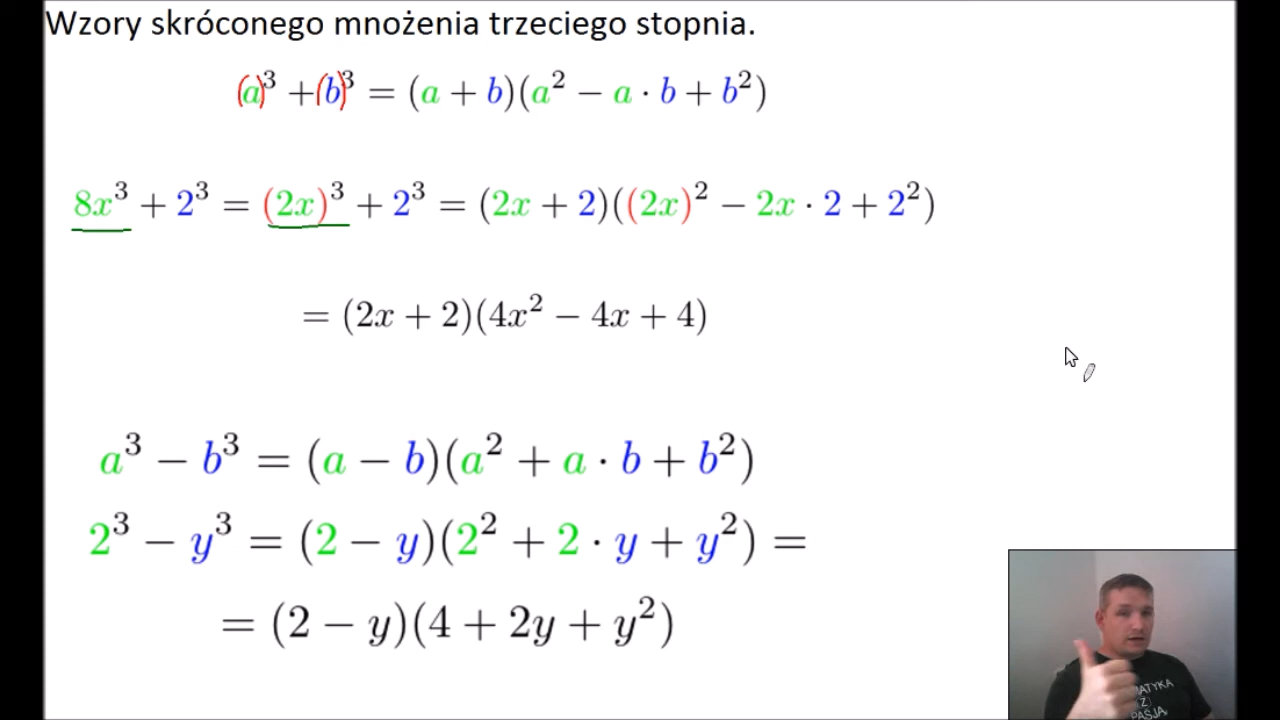 Wzory skróconego mnożenia trzeciego stopnia.
(a)³ + (b)³ = (a + b)(a² − a · b + b²)
8x³ + 2³ = (2x)³ + 2³ = (2x + 2)((2x)² − 2x · 2 + 2²)
= (2x + 2)(4x² − 4x + 4)
a³ − b³ = (a − b)(a² + a · b + b²)
2³ − y³ = (2 − y)(2² + 2 · y + y²) =
= (2 − y)(4 + 2y + y²)
ATYKA
Z
PASJĄ